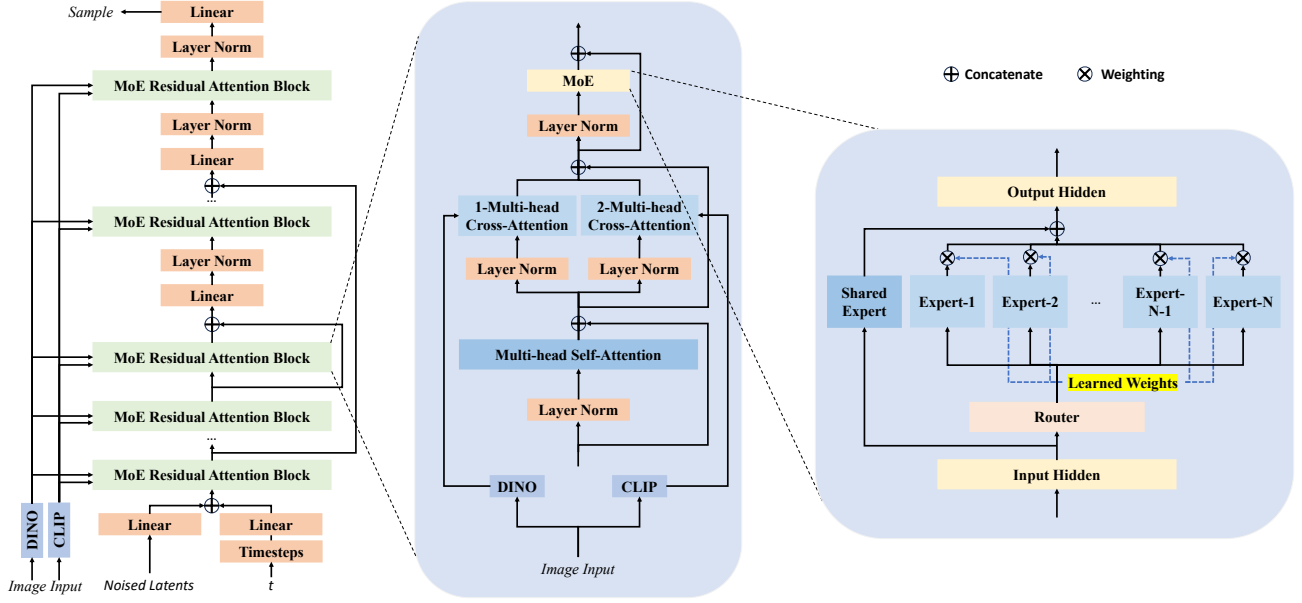 Sample
Linear
Layer Norm
MoE Residual Attention Block
Layer Norm
Linear
...
MoE Residual Attention Block
Layer Norm
Linear
MoE Residual Attention Block
MoE Residual Attention Block
...
MoE Residual Attention Block
DINO
CLIP
Linear
Linear
Timesteps
Image Input
Noised Latents
t
MoE
Layer Norm
1-Multi-head
Cross-Attention
2-Multi-head
Cross-Attention
Layer Norm
Layer Norm
Multi-head Self-Attention
Layer Norm
DINO
CLIP
Image Input
Concatenate
Weighting
Output Hidden
Shared
Expert
Expert-1
Expert-2
...
Expert-
N-1
Expert-N
Learned Weights
Router
Input Hidden